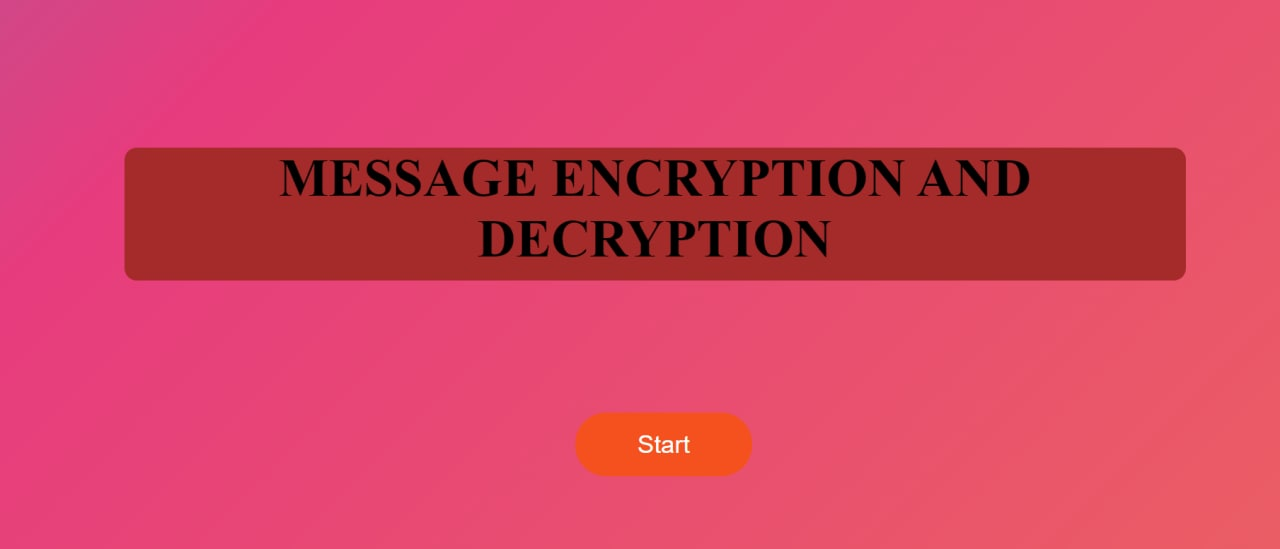 MESSAGE ENCRYPTION AND
DECRYPTION
Start